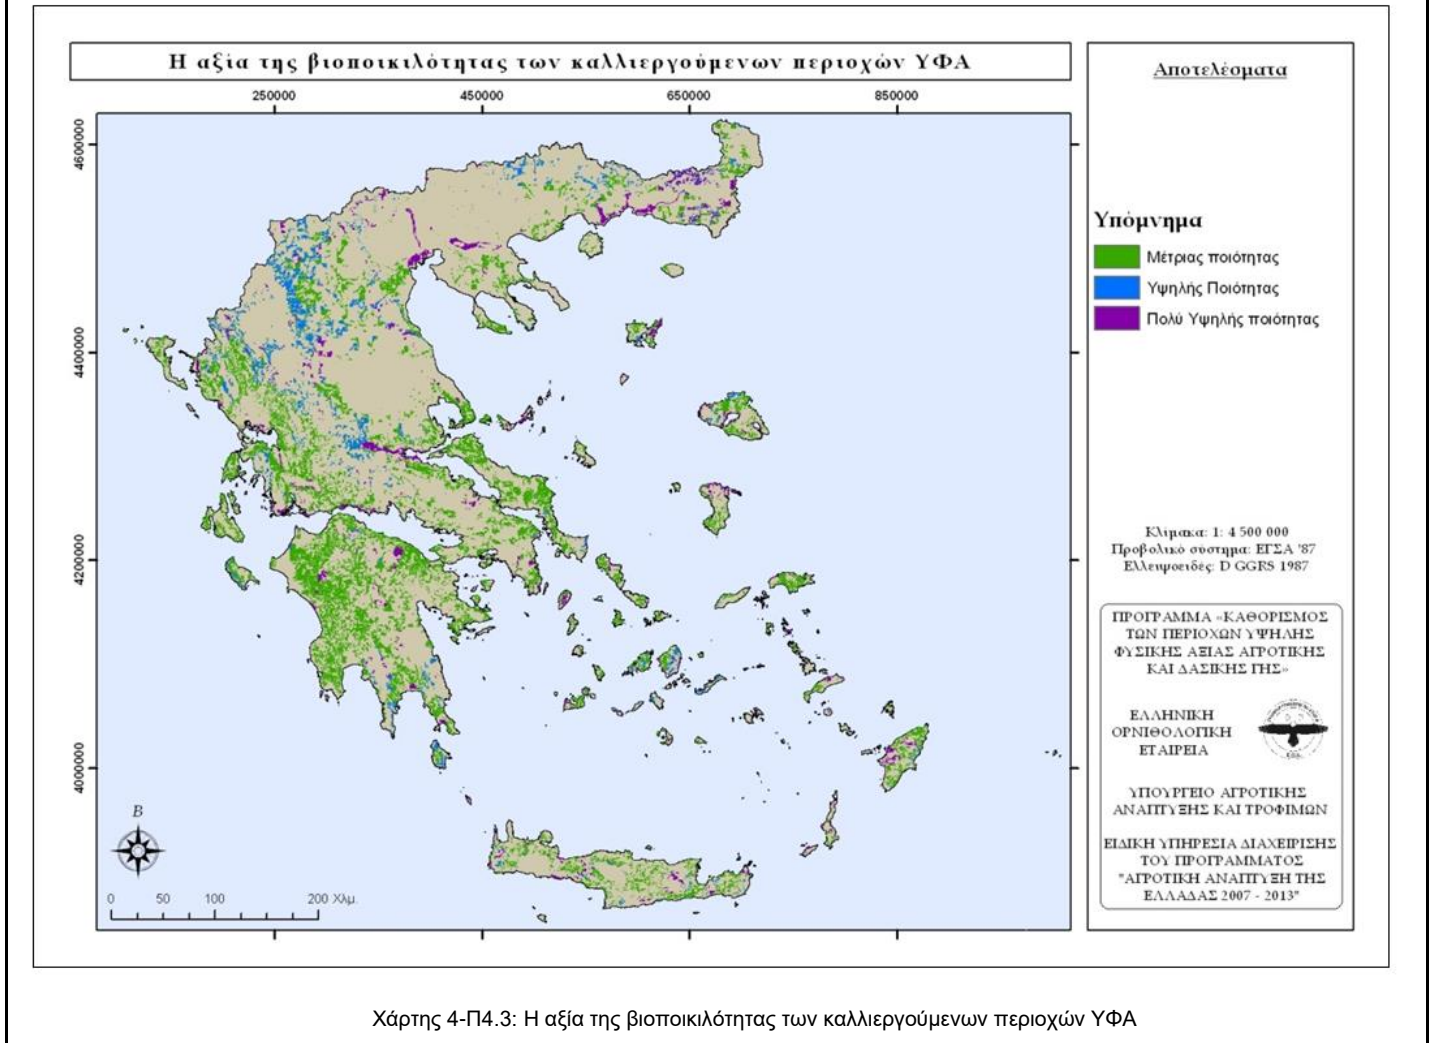 Η αξία της βιοποικιλότητας των καλλιεργούμενων περιοχών ΥΦΑ
250000 450000 650000 850000
4600000
4400000
4200000
4000000
Β
0 50 100 200 Χλμ.
Αποτελέσματα
Υπόμνημα
Μέτριας ποιότητας
Υψηλής Ποιότητας
Πολύ Υψηλής ποιότητας
Κλίμακα: 1: 4 500 000
Προβολικό σύστημα: ΕΓΣΑ '87
Ελλειψοειδές: D GGRS 1987
ΠΡΟΓΡΑΜΜΑ «ΚΑΘΟΡΙΣΜΟΣ
ΤΩΝ ΠΕΡΙΟΧΩΝ ΥΨΗΛΗΣ
ΦΥΣΙΚΗΣ ΑΞΙΑΣ ΑΓΡΟΤΙΚΗΣ
ΚΑΙ ΔΑΣΙΚΗΣ ΓΗΣ»
ΕΛΛΗΝΙΚΗ
ΟΡΝΙΘΟΛΟΓΙΚΗ
ΕΤΑΙΡΕΙΑ
ΥΠΟΥΡΓΕΙΟ ΑΓΡΟΤΙΚΗΣ
ΑΝΑΠΤΥΞΗΣ ΚΑΙ ΤΡΟΦΙΜΩΝ
ΕΙΔΙΚΗ ΥΠΗΡΕΣΙΑ ΔΙΑΧΕΙΡΙΣΗΣ
ΤΟΥ ΠΡΟΓΡΑΜΜΑΤΟΣ
"ΑΓΡΟΤΙΚΗ ΑΝΑΠΤΥΞΗ ΤΗΣ
ΕΛΛΑΔΑΣ 2007 - 2013"
Χάρτης 4-Π4.3: Η αξία της βιοποικιλότητας των καλλιεργούμενων περιοχών ΥΦΑ